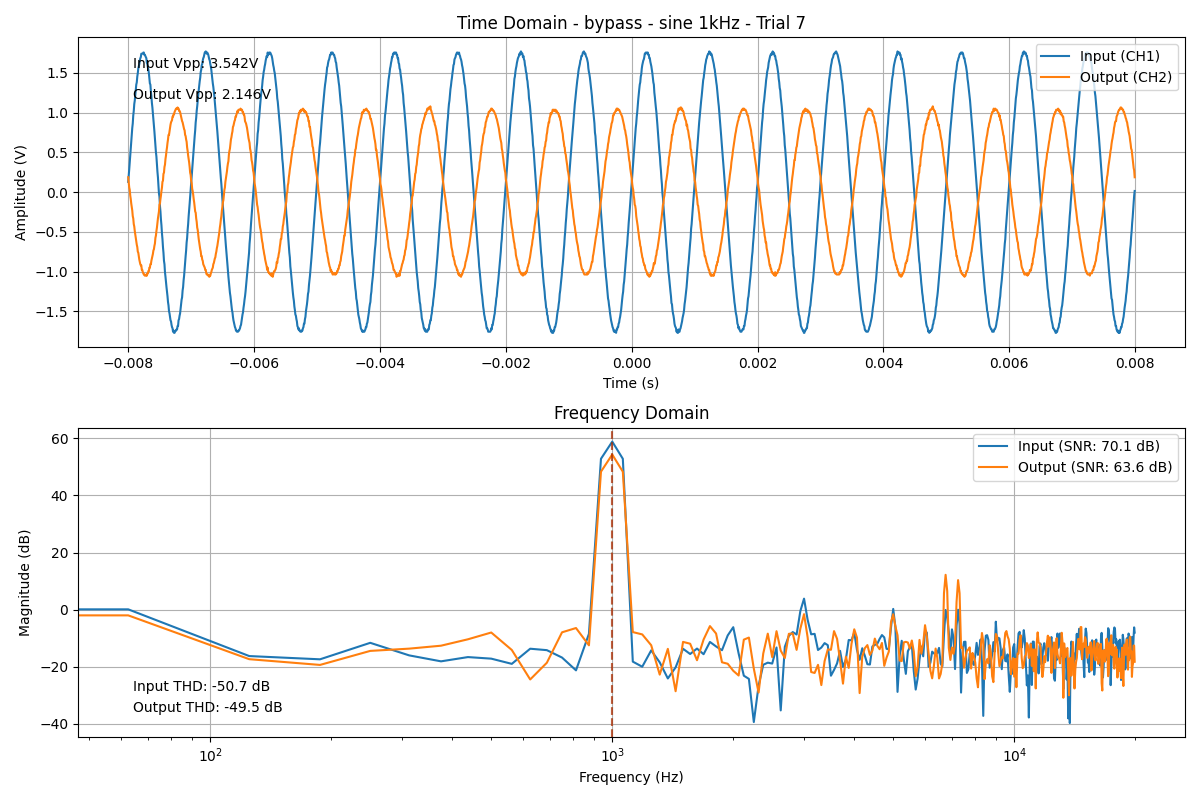 Time Domain - bypass - sine 1kHz - Trial 7
Input Vpp: 3.542V
Output Vpp: 2.146V
Input (CH1)
Output (CH2)
1.5
1.0
0.5
0.0
−0.5
−1.0
−1.5
Amplitude (V)
−0.008 −0.006 −0.004 −0.002 0.000 0.002 0.004 0.006 0.008
Time (s)
Frequency Domain
Input (SNR: 70.1 dB)
Output (SNR: 63.6 dB)
60
40
20
0
−20
−40
Magnitude (dB)
Input THD: -50.7 dB
Output THD: -49.5 dB
10² 10³ 10⁴
Frequency (Hz)